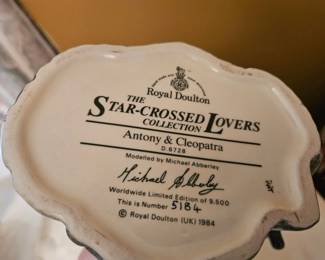 Royal Doulton
THE
STAR-CROSSED LOVERS
COLLECTION
Antony & Cleopatra
D.6728
Modelled by Michael Abberley
Michael Abberley
Worldwide Limited Edition of 9,500
This is Number 5184
© Royal Doulton (UK) 1984